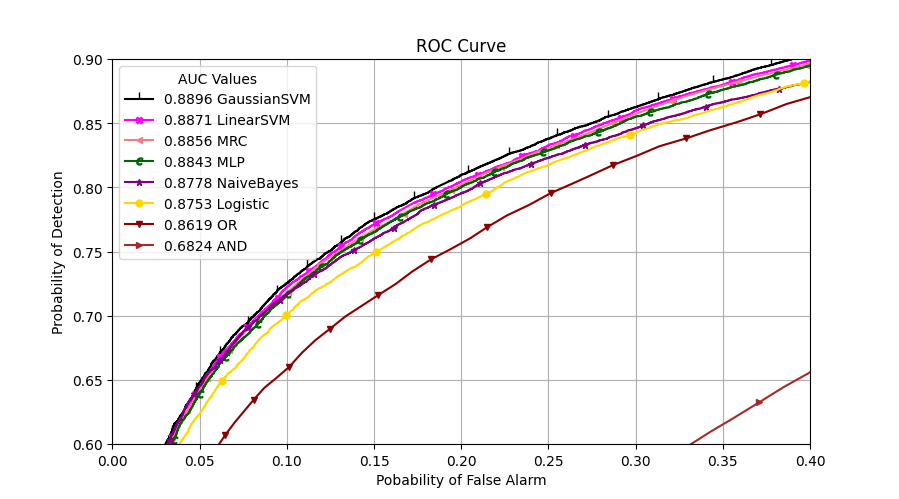 ROC Curve
AUC Values
0.8896 GaussianSVM
0.8871 LinearSVM
0.8856 MRC
0.8843 MLP
0.8778 NaiveBayes
0.8753 Logistic
0.8619 OR
0.6824 AND
Probability of Detection
0.90
0.85
0.80
0.75
0.70
0.65
0.60
0.00 0.05 0.10 0.15 0.20 0.25 0.30 0.35 0.40
Pobability of False Alarm